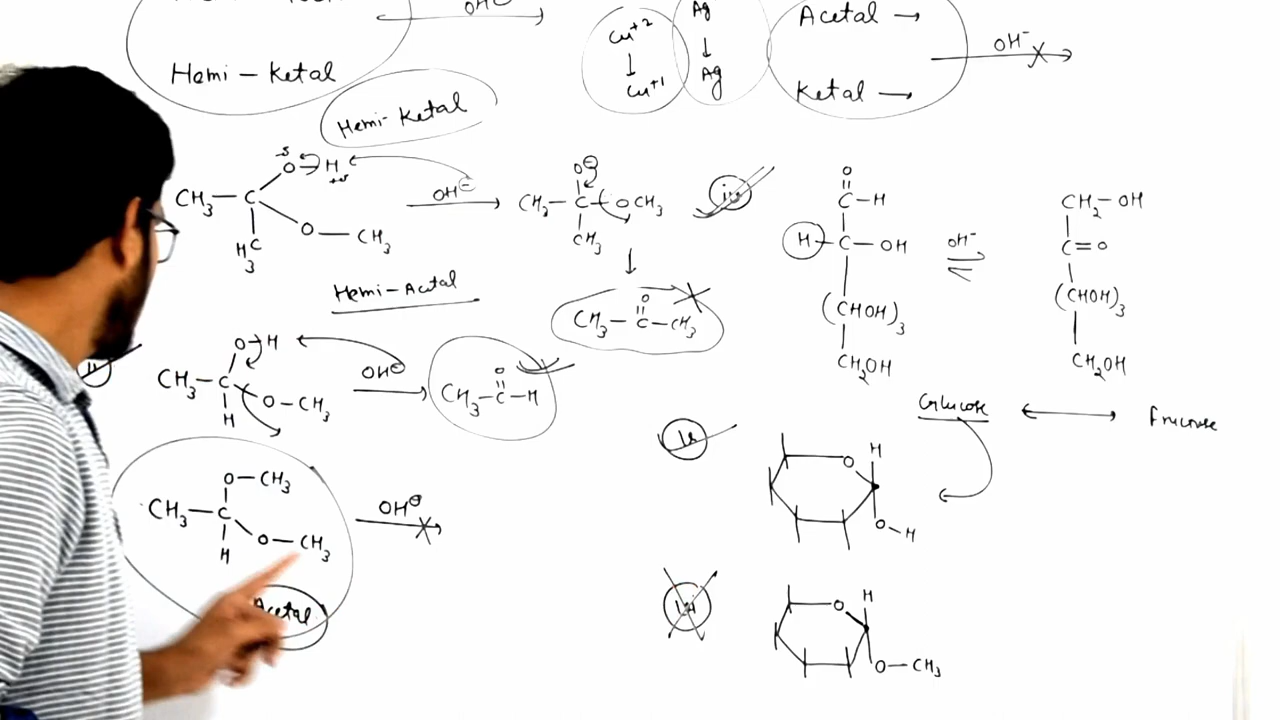 OH⊖
Hemi – Ketal
Hemi-Ketal
Cu+2
↓
Cu+1
Ag
↓
Ag
Acetal →
Ketal →
OH-
CH3 – C
O H
-δ
+δ
O – CH3
H3C
OH⊖
O⊖
CH3 – C – OCH3
CH3
CH3 – C – CH3
O
Hemi-Acetal
O H
CH3 – C
O – CH3
H
OH⊖
O
CH3 – C – H
O – CH3
CH3 – C
O – CH3
H
OH⊖
Acetal
O
C – H
H – C – OH
(CHOH)3
CH2OH
OH-
CH2 – OH
C = O
(CHOH)3
CH2OH
Glucose
Fructose
O
H
O – H
O
H
O – CH3